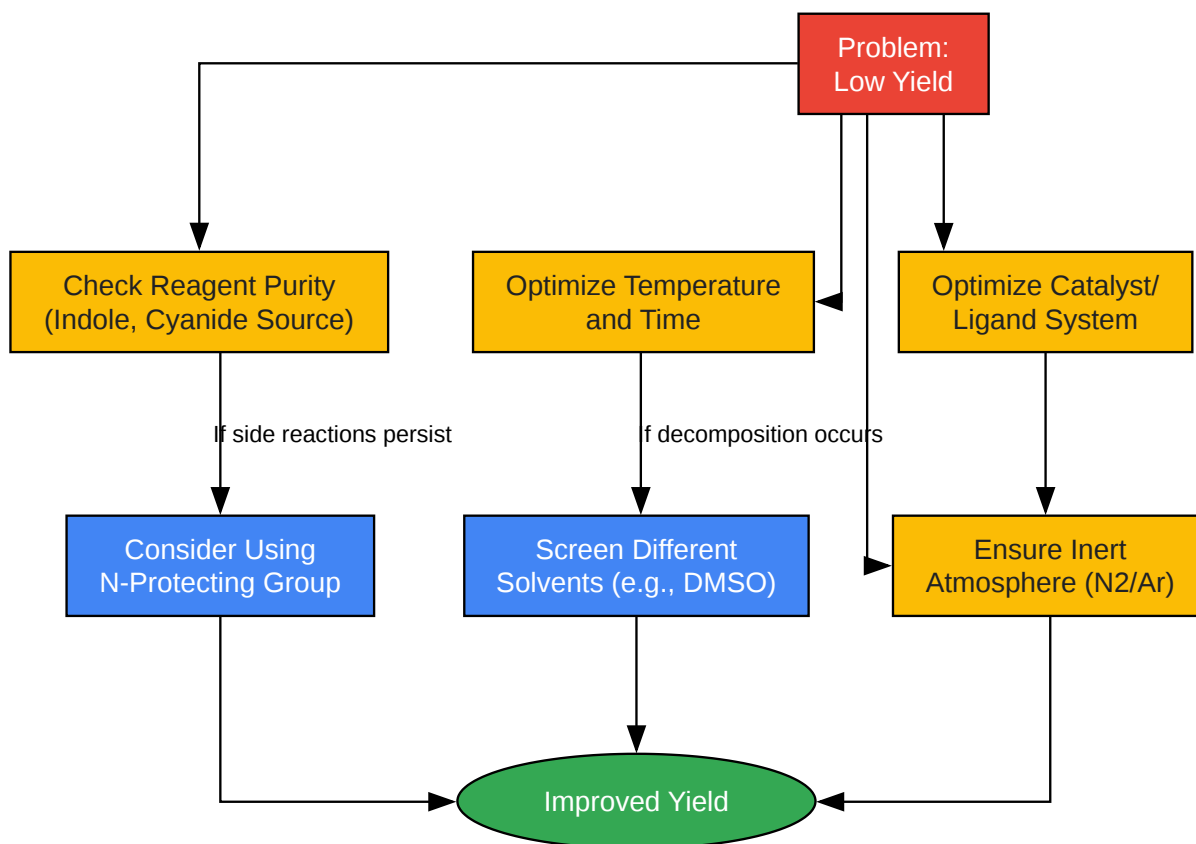 Problem:
Low Yield
Check Reagent Purity
(Indole, Cyanide Source)
Optimize Temperature
and Time
Optimize Catalyst/
Ligand System
If side reactions persist
If decomposition occurs
Consider Using
N-Protecting Group
Screen Different
Solvents (e.g., DMSO)
Ensure Inert
Atmosphere (N2/Ar)
Improved Yield